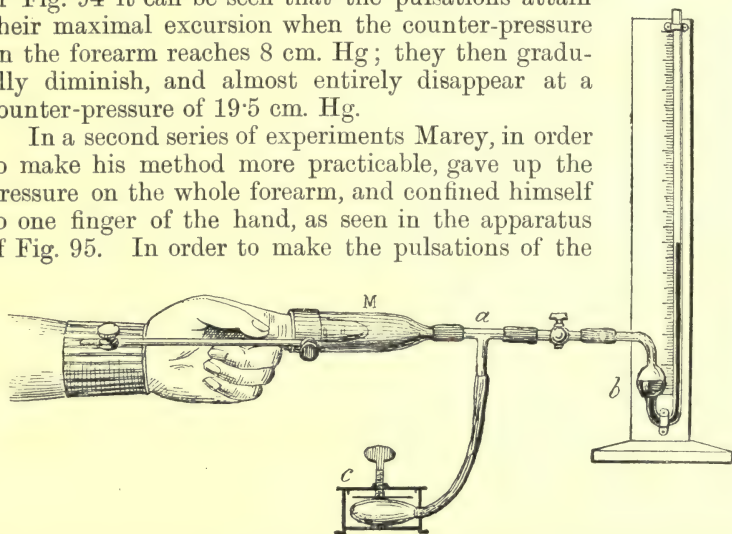 f Fig. 94 it can be seen that the pulsations attain
heir maximal excursion when the counter-pressure
n the forearm reaches 8 cm. Hg; they then gradu-
lly diminish, and almost entirely disappear at a
ounter-pressure of 19·5 cm. Hg.
In a second series of experiments Marey, in order
o make his method more practicable, gave up the
ressure on the whole forearm, and confined himself
o one finger of the hand, as seen in the apparatus
f Fig. 95. In order to make the pulsations of the
M
a
b
c